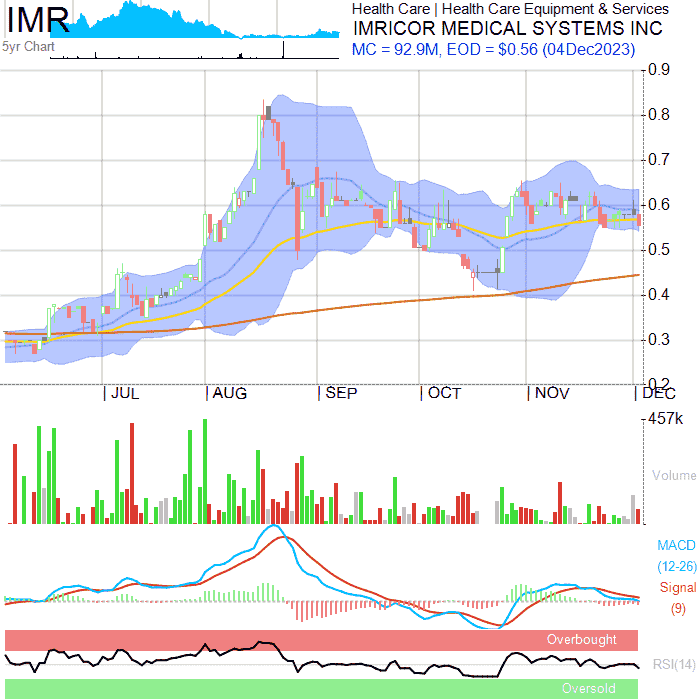 IMR
5yr Chart
Health Care | Health Care Equipment & Services
IMRICOR MEDICAL SYSTEMS INC
MC = 92.9M, EOD = $0.56 (04Dec2023)
0.9
0.8
0.7
0.6
0.5
0.4
0.3
0.2
| JUL
| AUG
| SEP
| OCT
| NOV
| DEC
457k
Volume
MACD
(12-26)
Signal
(9)
Overbought
RSI(14)
Oversold